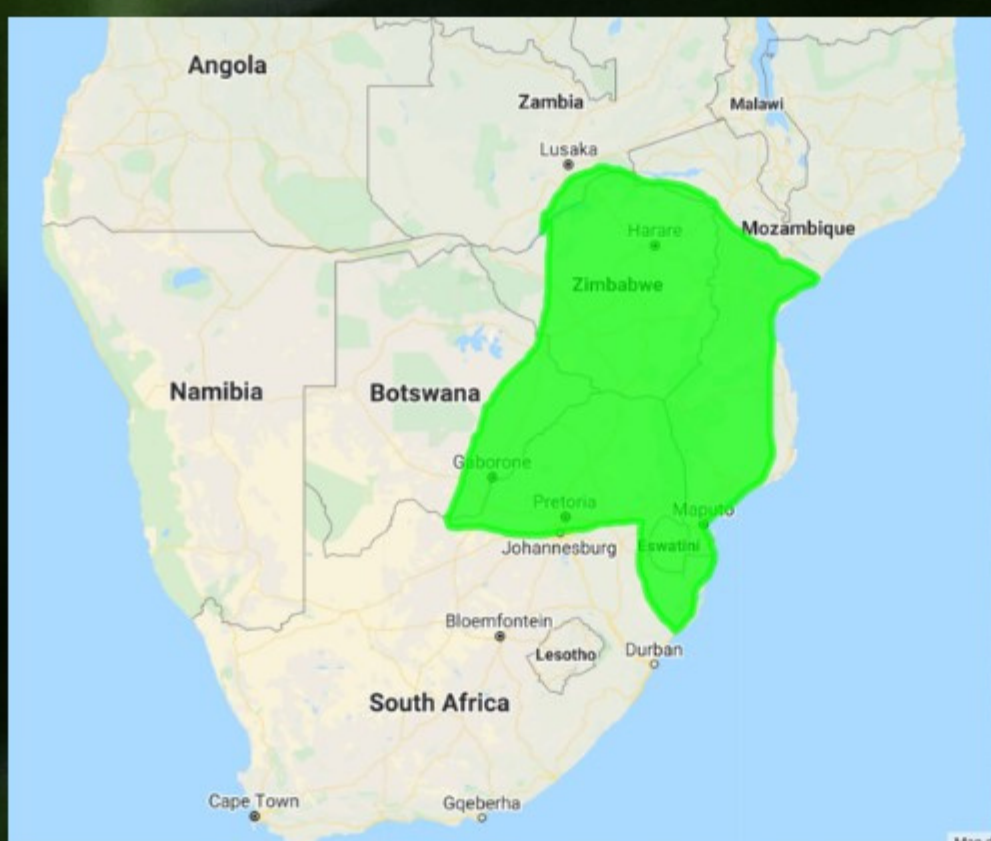 Angola
Zambia
Malawi
Lusaka
Mozambique
Harare
Zimbabwe
Namibia
Botswana
Gaborone
Pretoria
Maputo
Johannesburg
Eswatini
Bloemfontein
Lesotho
Durban
South Africa
Cape Town
Gqeberha